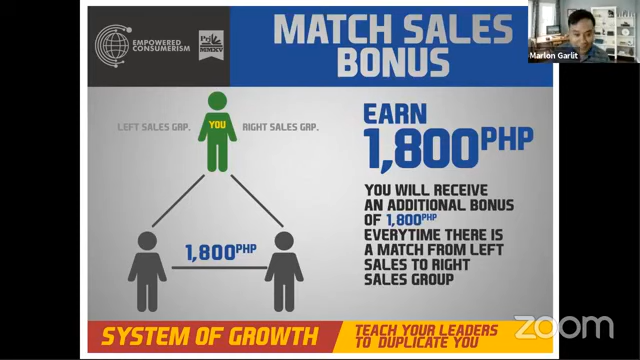 EMPOWERED
CONSUMERISM
Prj
MMXV
MATCH SALES
BONUS
Marlon Garlit
LEFT SALES GRP.
YOU
RIGHT SALES GRP.
EARN
1,800PHP
YOU WILL RECEIVE
AN ADDITIONAL BONUS
OF 1,800PHP
EVERYTIME THERE IS
A MATCH FROM LEFT
SALES TO RIGHT
SALES GROUP
1,800PHP
SYSTEM OF GROWTH
TEACH YOUR LEADERS
TO DUPLICATE YOU
zoom